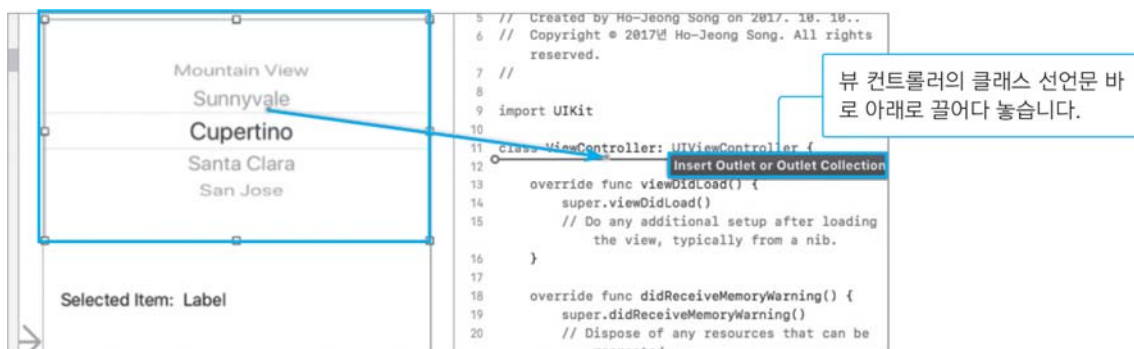 Mountain View
Sunnyvale
Cupertino
Santa Clara
San Jose
Selected Item: Label
5 // Created by Ho-Jeong Song on 2017. 10. 10..
6 // Copyright © 2017년 Ho-Jeong Song. All rights
reserved.
7 //
8
9 import UIKit
10
11 class ViewController: UIViewController {
12
Insert Outlet or Outlet Collection
13 override func viewDidLoad() {
14 super.viewDidLoad()
15 // Do any additional setup after loading
the view, typically from a nib.
16 }
17
18 override func didReceiveMemoryWarning() {
19 super.didReceiveMemoryWarning()
20 // Dispose of any resources that can be
뷰 컨트롤러의 클래스 선언문 바
로 아래로 끌어다 놓습니다.